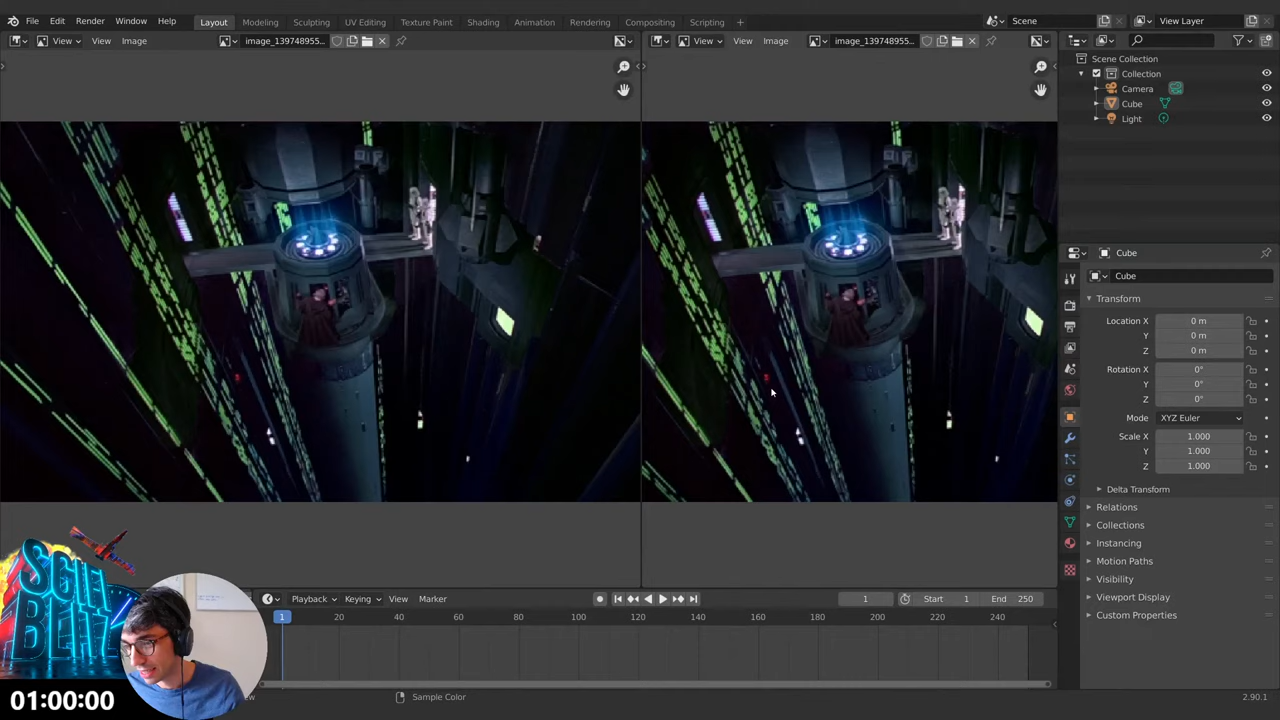 File Edit Render Window Help Layout Modeling Sculpting UV Editing Texture Paint Shading Animation Rendering Compositing Scripting + Scene View Layer
View View Image image_139748955... View View Image image_139748955...
Scene Collection
Collection
Camera
Cube
Light
Cube
Cube
Transform
Location X 0 m
Y 0 m
Z 0 m
Rotation X 0°
Y 0°
Z 0°
Mode XYZ Euler
Scale X 1.000
Y 1.000
Z 1.000
Delta Transform
Relations
Collections
Instancing
Motion Paths
Visibility
Viewport Display
Custom Properties
Playback Keying View Marker 1 Start 1 End 250
1 20 40 60 80 100 120 140 160 180 200 220 240
SCIFI
BLITZ
01:00:00
Sample Color 2.90.1